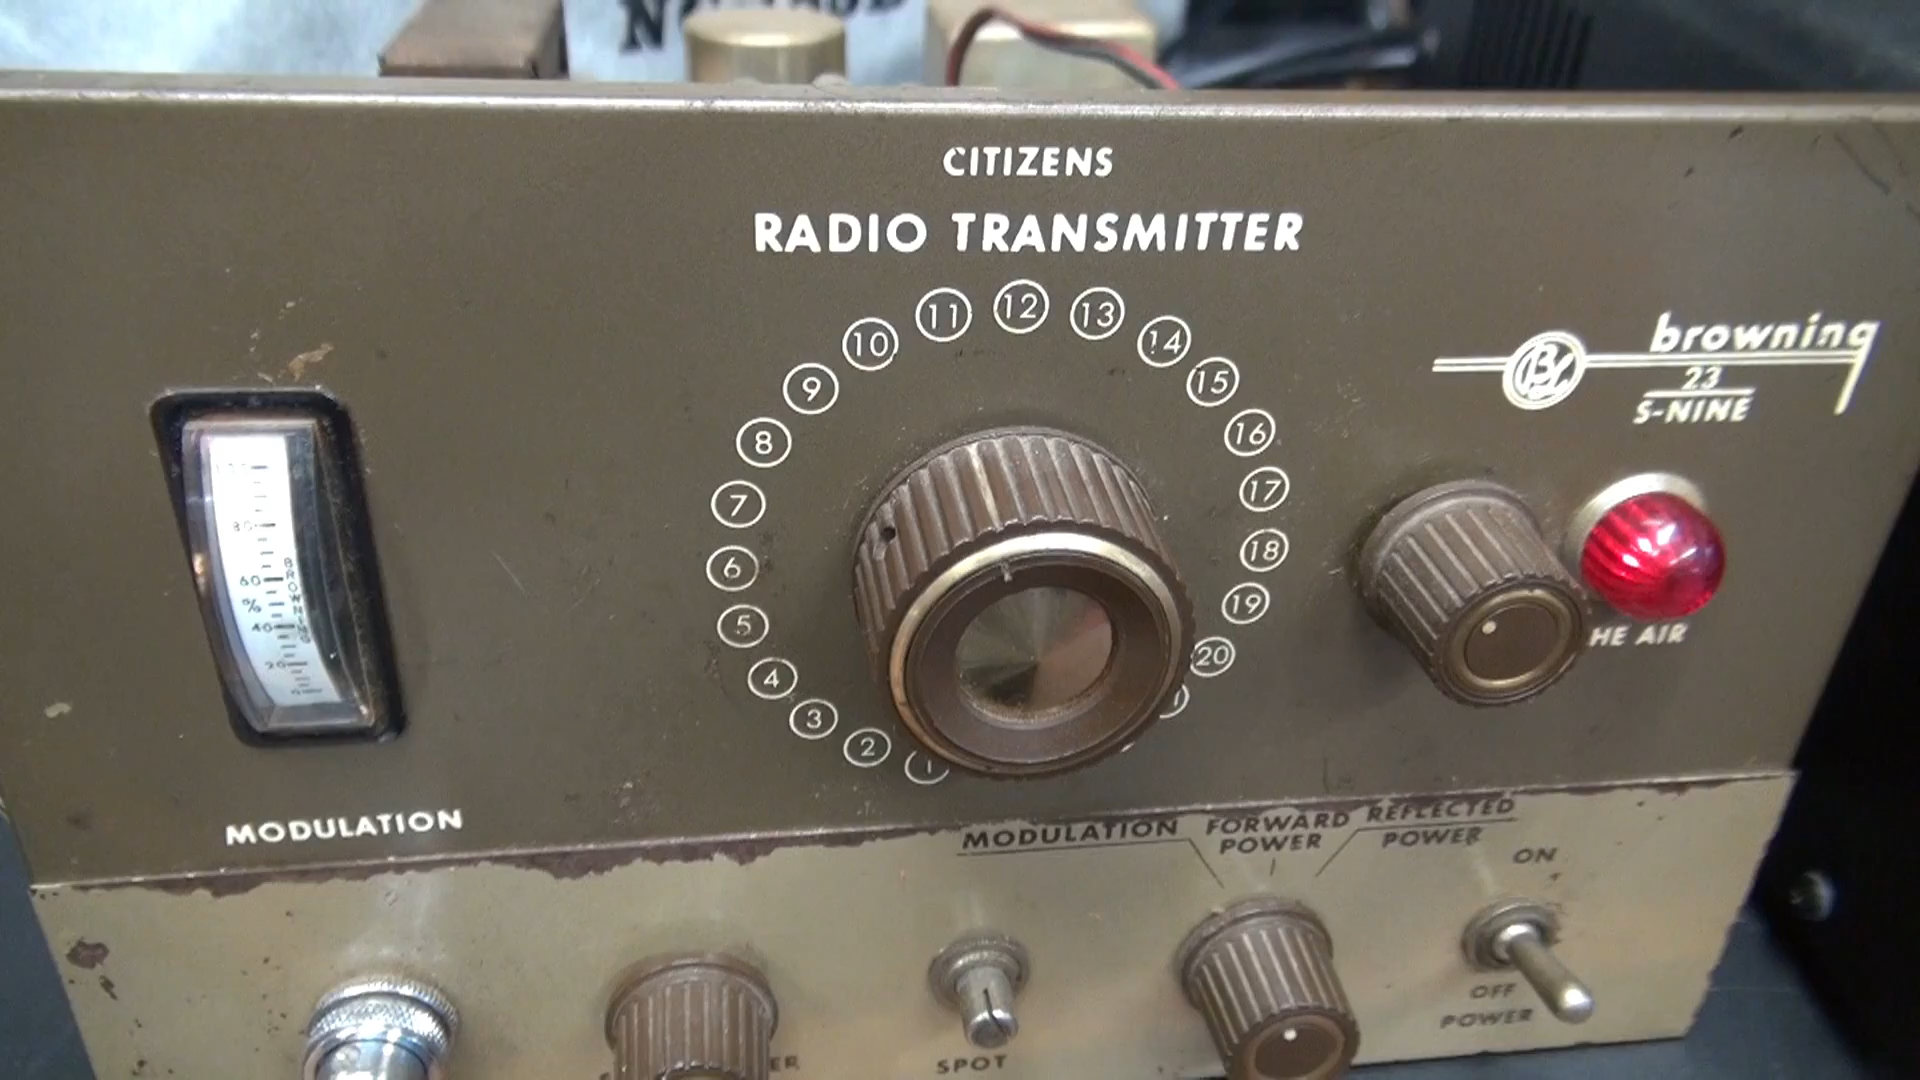 CITIZENS
RADIO TRANSMITTER
1
2
3
4
5
6
7
8
9
10
11
12
13
14
15
16
17
18
19
20
browning
23
S-NINE
HE AIR
80
60
%
40
20
BROWNING
MODULATION
MODULATION
FORWARD
POWER
REFLECTED
POWER
ON
OFF
POWER
SPOT